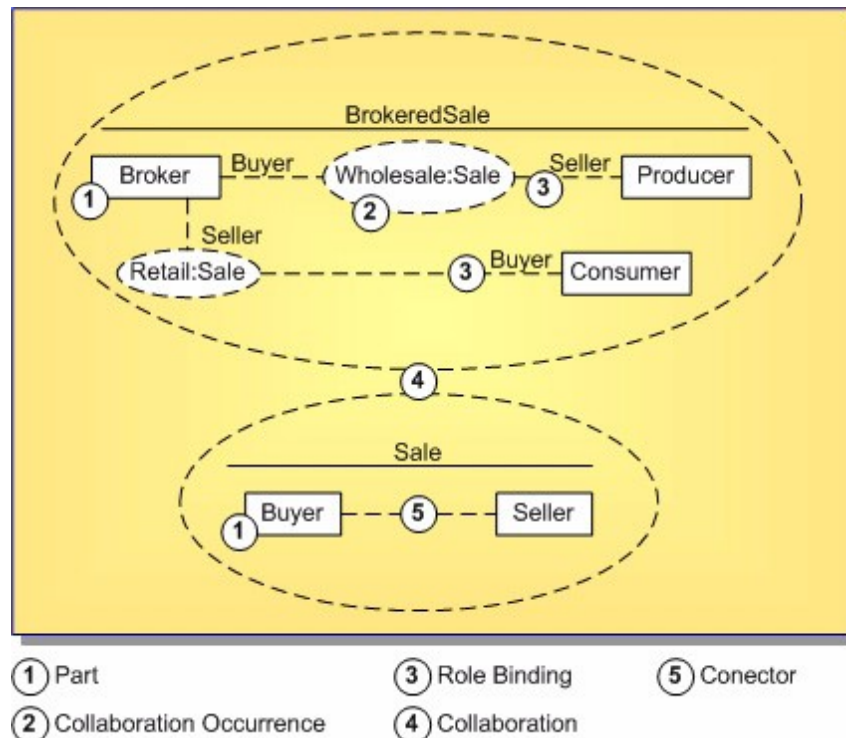 BrokeredSale
Broker Buyer Wholesale:Sale Seller Producer
1 2 3
Seller
Retail:Sale 3 Buyer Consumer
4
Sale
Buyer 5 Seller
1
1 Part 3 Role Binding 5 Conector
2 Collaboration Occurrence 4 Collaboration